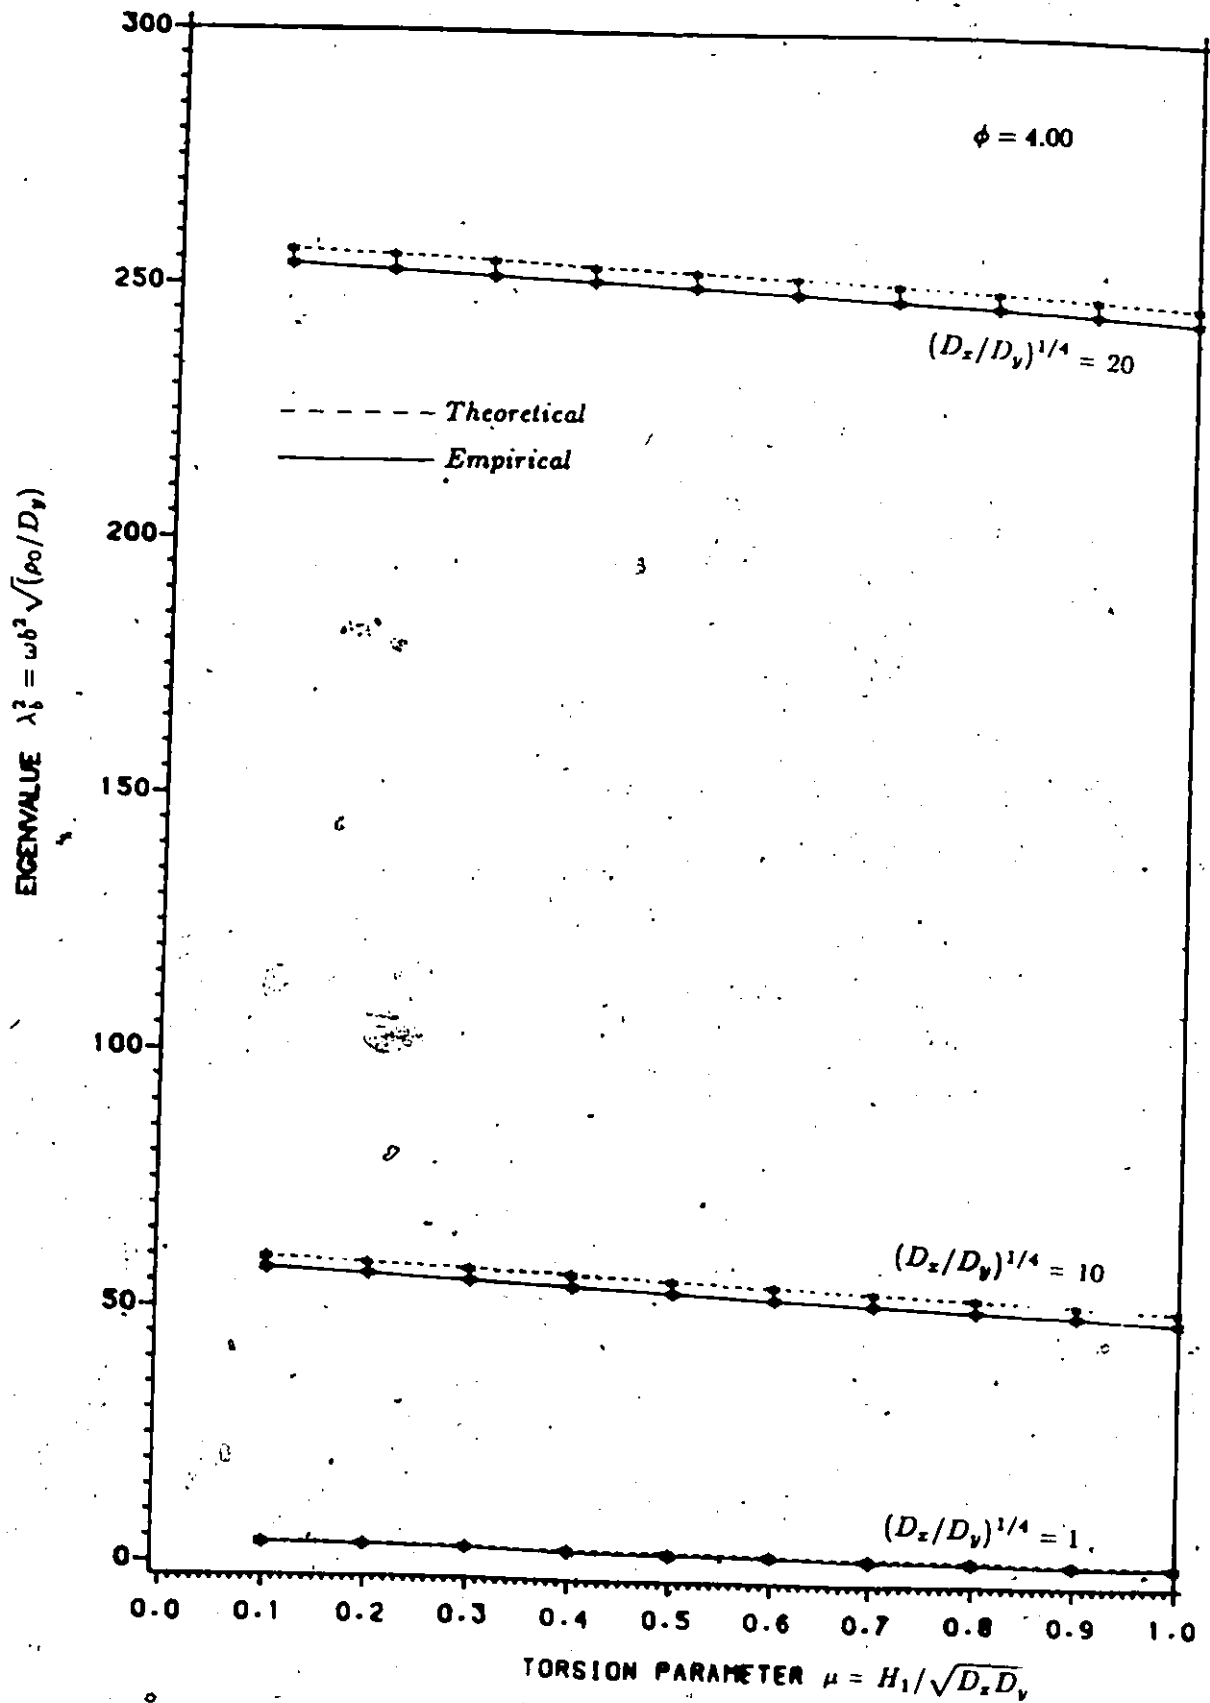 300
ϕ = 4.00
250
(D_x/D_y)^{1/4} = 20
Theoretical
Empirical
200
EIGENVALUE λ_b^2 = ωb^2 √(ρ_0/D_y)
150
100
(D_x/D_y)^{1/4} = 10
50
(D_x/D_y)^{1/4} = 1
0
0.0 0.1 0.2 0.3 0.4 0.5 0.6 0.7 0.8 0.9 1.0
TORSION PARAMETER μ = H_1/√D_xD_y